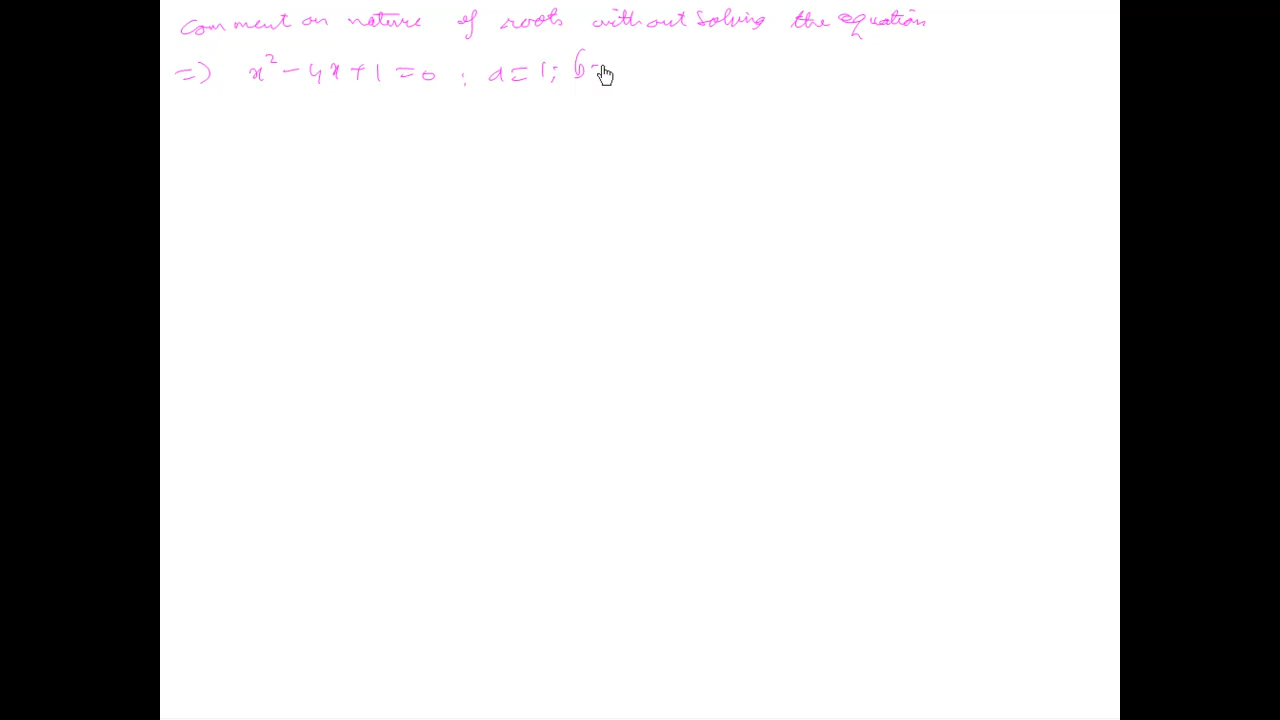 comment on nature of roots without solving the equation
=) x² - 4x + 1 = 0 : a = 1; b =